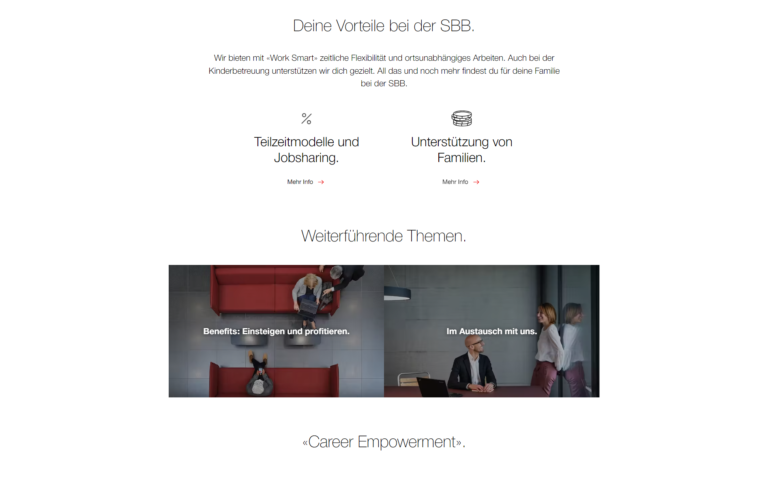 Deine Vorteile bei der SBB.
Wir bieten mit «Work Smart» zeitliche Flexibilität und ortsunabhängiges Arbeiten. Auch bei der
Kinderbetreuung unterstützen wir dich gezielt. All das und noch mehr findest du für deine Familie
bei der SBB.
Teilzeitmodelle und
Jobsharing.
Mehr Info
Unterstützung von
Familien.
Mehr Info
Weiterführende Themen.
Benefits: Einsteigen und profitieren.
Im Austausch mit uns.
«Career Empowerment».